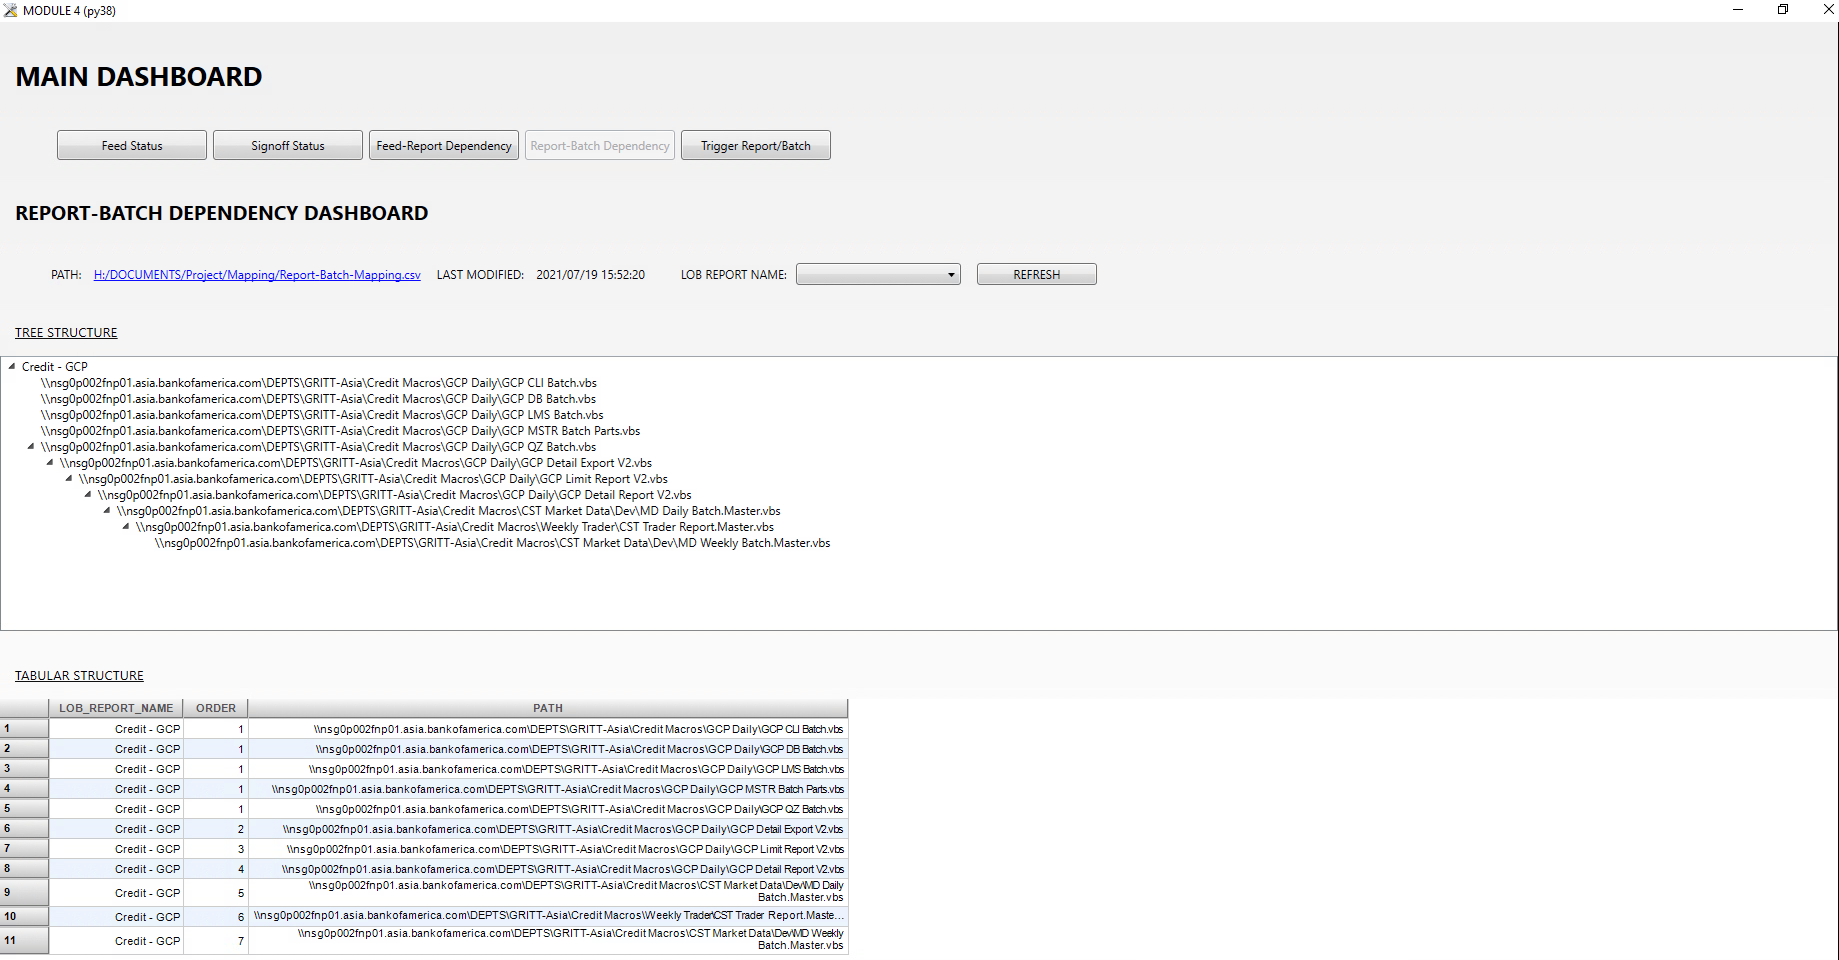 MODULE 4 (py38)
MAIN DASHBOARD
Feed Status Signoff Status Feed-Report Dependency Report-Batch Dependency Trigger Report/Batch
REPORT-BATCH DEPENDENCY DASHBOARD
PATH: H:/DOCUMENTS/Project/Mapping/Report-Batch-Mapping.csv LAST MODIFIED: 2021/07/19 15:52:20 LOB REPORT NAME: REFRESH
TREE STRUCTURE
Credit - GCP
\\nsg0p002fnp01.asia.bankofamerica.com\DEPTS\GRITT-Asia\Credit Macros\GCP Daily\GCP CLI Batch.vbs
\\nsg0p002fnp01.asia.bankofamerica.com\DEPTS\GRITT-Asia\Credit Macros\GCP Daily\GCP DB Batch.vbs
\\nsg0p002fnp01.asia.bankofamerica.com\DEPTS\GRITT-Asia\Credit Macros\GCP Daily\GCP LMS Batch.vbs
\\nsg0p002fnp01.asia.bankofamerica.com\DEPTS\GRITT-Asia\Credit Macros\GCP Daily\GCP MSTR Batch Parts.vbs
\\nsg0p002fnp01.asia.bankofamerica.com\DEPTS\GRITT-Asia\Credit Macros\GCP Daily\GCP QZ Batch.vbs
\\nsg0p002fnp01.asia.bankofamerica.com\DEPTS\GRITT-Asia\Credit Macros\GCP Daily\GCP Detail Export V2.vbs
\\nsg0p002fnp01.asia.bankofamerica.com\DEPTS\GRITT-Asia\Credit Macros\GCP Daily\GCP Limit Report V2.vbs
\\nsg0p002fnp01.asia.bankofamerica.com\DEPTS\GRITT-Asia\Credit Macros\GCP Daily\GCP Detail Report V2.vbs
\\nsg0p002fnp01.asia.bankofamerica.com\DEPTS\GRITT-Asia\Credit Macros\CST Market Data\Dev\MD Daily Batch.Master.vbs
\\nsg0p002fnp01.asia.bankofamerica.com\DEPTS\GRITT-Asia\Credit Macros\Weekly Trader\CST Trader Report.Master.vbs
\\nsg0p002fnp01.asia.bankofamerica.com\DEPTS\GRITT-Asia\Credit Macros\CST Market Data\Dev\MD Weekly Batch.Master.vbs
TABULAR STRUCTURE
LOB_REPORT_NAME ORDER PATH
1 Credit - GCP 1 \\nsg0p002fnp01.asia.bankofamerica.com\DEPTS\GRITT-Asia\Credit Macros\GCP Daily\GCP CLI Batch.vbs
2 Credit - GCP 1 \\nsg0p002fnp01.asia.bankofamerica.com\DEPTS\GRITT-Asia\Credit Macros\GCP Daily\GCP DB Batch.vbs
3 Credit - GCP 1 \\nsg0p002fnp01.asia.bankofamerica.com\DEPTS\GRITT-Asia\Credit Macros\GCP Daily\GCP LMS Batch.vbs
4 Credit - GCP 1 \\nsg0p002fnp01.asia.bankofamerica.com\DEPTS\GRITT-Asia\Credit Macros\GCP Daily\GCP MSTR Batch Parts.vbs
5 Credit - GCP 1 \\nsg0p002fnp01.asia.bankofamerica.com\DEPTS\GRITT-Asia\Credit Macros\GCP Daily\GCP QZ Batch.vbs
6 Credit - GCP 2 \\nsg0p002fnp01.asia.bankofamerica.com\DEPTS\GRITT-Asia\Credit Macros\GCP Daily\GCP Detail Export V2.vbs
7 Credit - GCP 3 \\nsg0p002fnp01.asia.bankofamerica.com\DEPTS\GRITT-Asia\Credit Macros\GCP Daily\GCP Limit Report V2.vbs
8 Credit - GCP 4 \\nsg0p002fnp01.asia.bankofamerica.com\DEPTS\GRITT-Asia\Credit Macros\GCP Daily\GCP Detail Report V2.vbs
9 Credit - GCP 5 \\nsg0p002fnp01.asia.bankofamerica.com\DEPTS\GRITT-Asia\Credit Macros\CST Market Data\Dev\MD Daily
Batch.Master.vbs
10 Credit - GCP 6 \\nsg0p002fnp01.asia.bankofamerica.com\DEPTS\GRITT-Asia\Credit Macros\Weekly Trader\CST Trader Report.Maste...
11 Credit - GCP 7 \\nsg0p002fnp01.asia.bankofamerica.com\DEPTS\GRITT-Asia\Credit Macros\CST Market Data\Dev\MD Weekly
Batch.Master.vbs